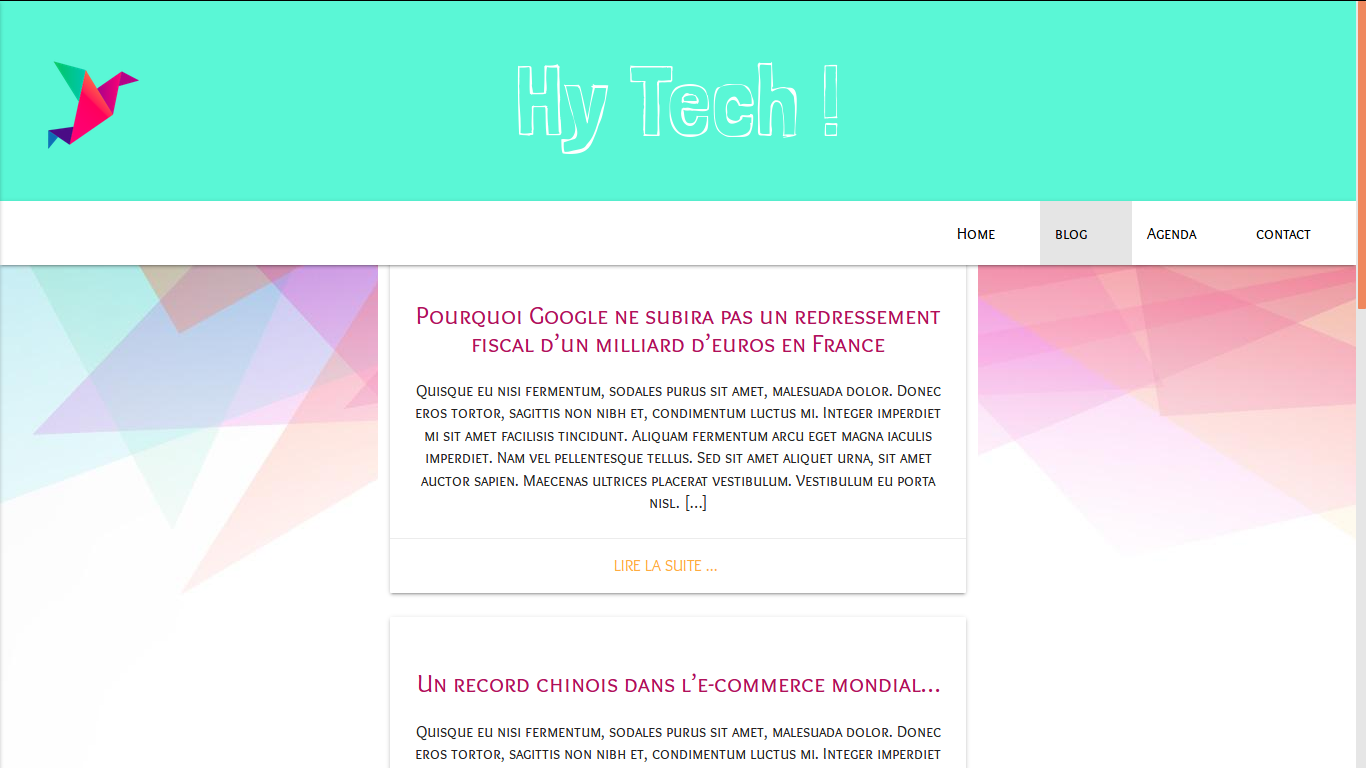 Hy Tech !
Home blog Agenda contact
Pourquoi Google ne subira pas un redressement
fiscal d’un milliard d’euros en France
Quisque eu nisi fermentum, sodales purus sit amet, malesuada dolor. Donec
eros tortor, sagittis non nibh et, condimentum luctus mi. Integer imperdiet
mi sit amet facilisis tincidunt. Aliquam fermentum arcu eget magna iaculis
imperdiet. Nam vel pellentesque tellus. Sed sit amet aliquet urna, sit amet
auctor sapien. Maecenas ultrices placerat vestibulum. Vestibulum eu porta
nisl. […]
LIRE LA SUITE ...
Un record chinois dans l’e-commerce mondial…
Quisque eu nisi fermentum, sodales purus sit amet, malesuada dolor. Donec
eros tortor, sagittis non nibh et, condimentum luctus mi. Integer imperdiet